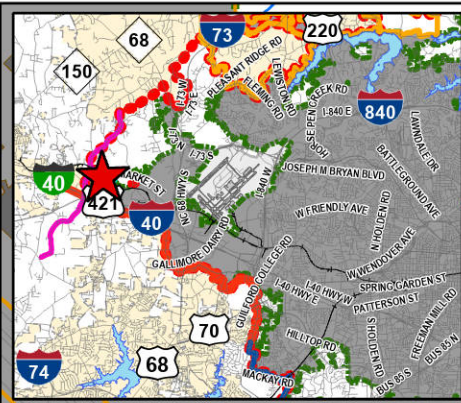 73
220
68
150
PLEASANT RIDGE RD
LEWISTON RD
FLEMING RD
I-73 W
I-73 E
HORSEPEN CREEK RD
I-840 E
840
LAWNDALE DR
BATTLEGROUND AVE
I-73 N
I-73 S
JOSEPH M BRYAN BLVD
40
MARKET ST
421
NC 68 HWY S
I-840 W
40
W FRIENDLY AVE
N HOLDEN RD
W WENDOVER AVE
GALLIMORE DAIRY RD
GUILFORD COLLEGE RD
I-40 HWY E
I-40 HWY W
SPRING GARDEN ST
PATTERSON ST
FREEMAN MILL RD
70
HILLTOP RD
S HOLDEN RD
BUS 85 N
74
68
MACKAY RD
BUS 85 S